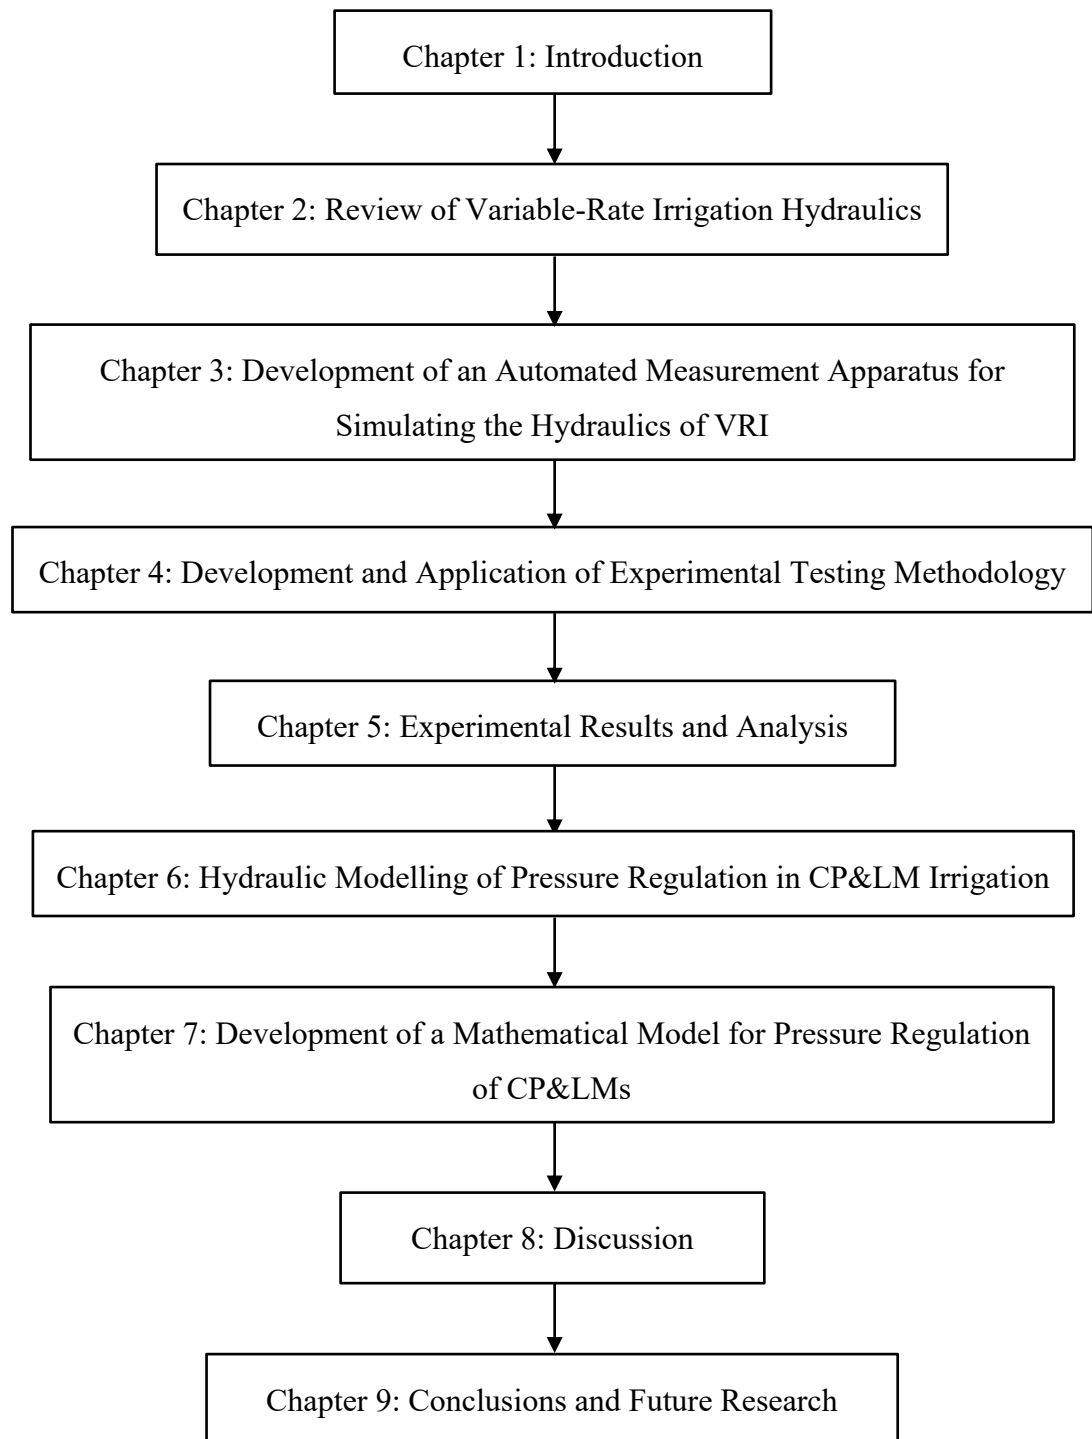 Chapter 1: Introduction
Chapter 2: Review of Variable-Rate Irrigation Hydraulics
Chapter 3: Development of an Automated Measurement Apparatus for
Simulating the Hydraulics of VRI
Chapter 4: Development and Application of Experimental Testing Methodology
Chapter 5: Experimental Results and Analysis
Chapter 6: Hydraulic Modelling of Pressure Regulation in CP&LM Irrigation
Chapter 7: Development of a Mathematical Model for Pressure Regulation
of CP&LMs
Chapter 8: Discussion
Chapter 9: Conclusions and Future Research